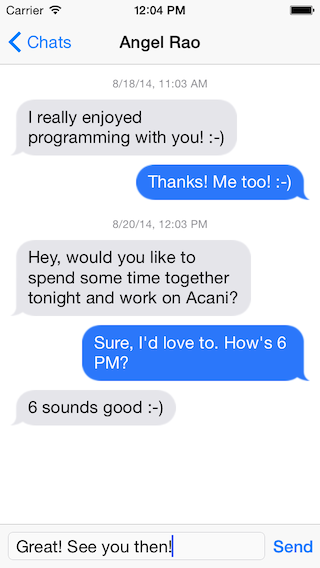 Carrier 12:04 PM
Chats Angel Rao
8/18/14, 11:03 AM
I really enjoyed
programming with you! :-)
Thanks! Me too! :-)
8/20/14, 12:03 PM
Hey, would you like to
spend some time together
tonight and work on Acani?
Sure, I'd love to. How's 6
PM?
6 sounds good :-)
Great! See you then! Send